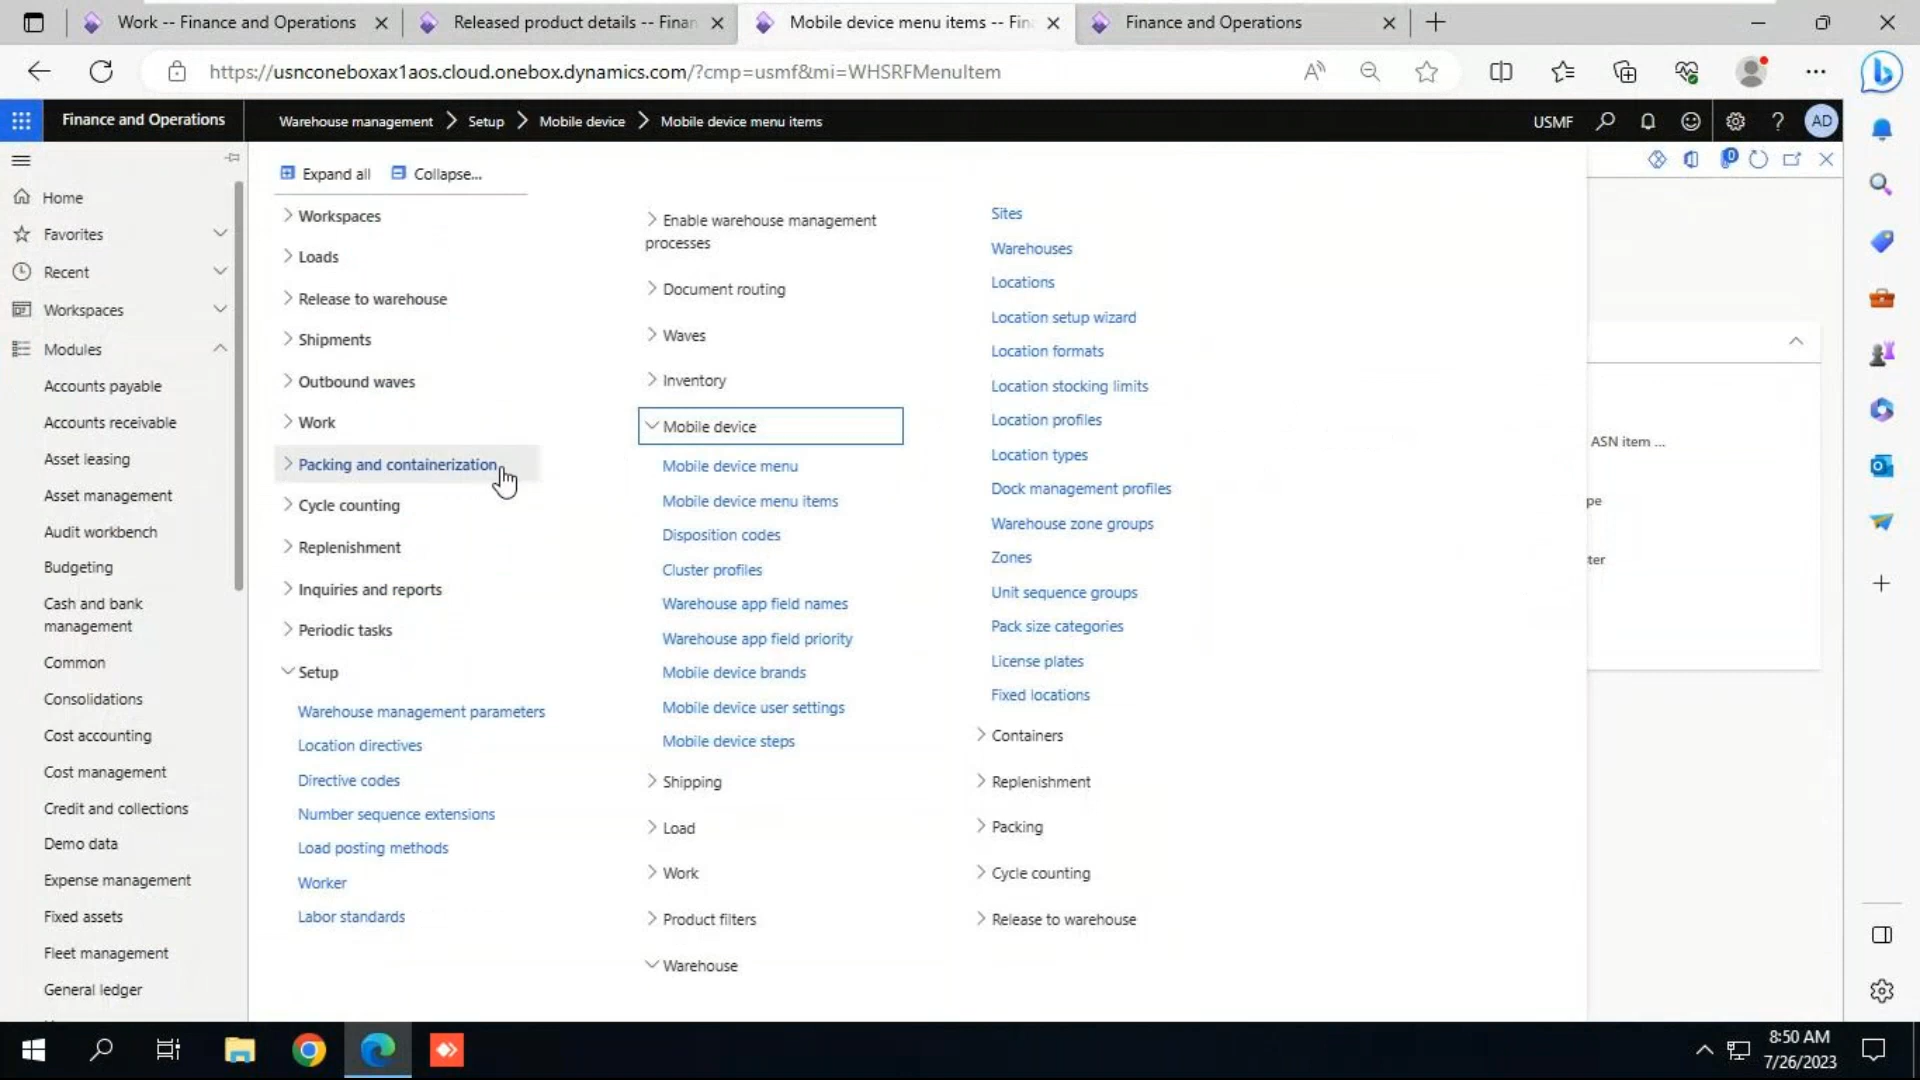 Work -- Finance and Operations
Released product details -- Finan
Mobile device menu items -- Fin
Finance and Operations
https://usnconeboxax1aos.cloud.onebox.dynamics.com/?cmp=usmf&mi=WHSRFMenuItem
Finance and Operations
Warehouse management
Setup
Mobile device
Mobile device menu items
USMF
AD
Home
Favorites
Recent
Workspaces
Modules
Accounts payable
Accounts receivable
Asset leasing
Asset management
Audit workbench
Budgeting
Cash and bank
management
Common
Consolidations
Cost accounting
Cost management
Credit and collections
Demo data
Expense management
Fixed assets
Fleet management
General ledger
Expand all
Collapse...
Workspaces
Loads
Release to warehouse
Shipments
Outbound waves
Work
Packing and containerization
Cycle counting
Replenishment
Inquiries and reports
Periodic tasks
Setup
Warehouse management parameters
Location directives
Directive codes
Number sequence extensions
Load posting methods
Worker
Labor standards
Enable warehouse management
processes
Document routing
Waves
Inventory
Mobile device
Mobile device menu
Mobile device menu items
Disposition codes
Cluster profiles
Warehouse app field names
Warehouse app field priority
Mobile device brands
Mobile device user settings
Mobile device steps
Shipping
Load
Work
Product filters
Warehouse
Sites
Warehouses
Locations
Location setup wizard
Location formats
Location stocking limits
Location profiles
Location types
Dock management profiles
Warehouse zone groups
Zones
Unit sequence groups
Pack size categories
License plates
Fixed locations
Containers
Replenishment
Packing
Cycle counting
Release to warehouse
0
ASN item ...
pe
ter
8:50 AM
7/26/2023